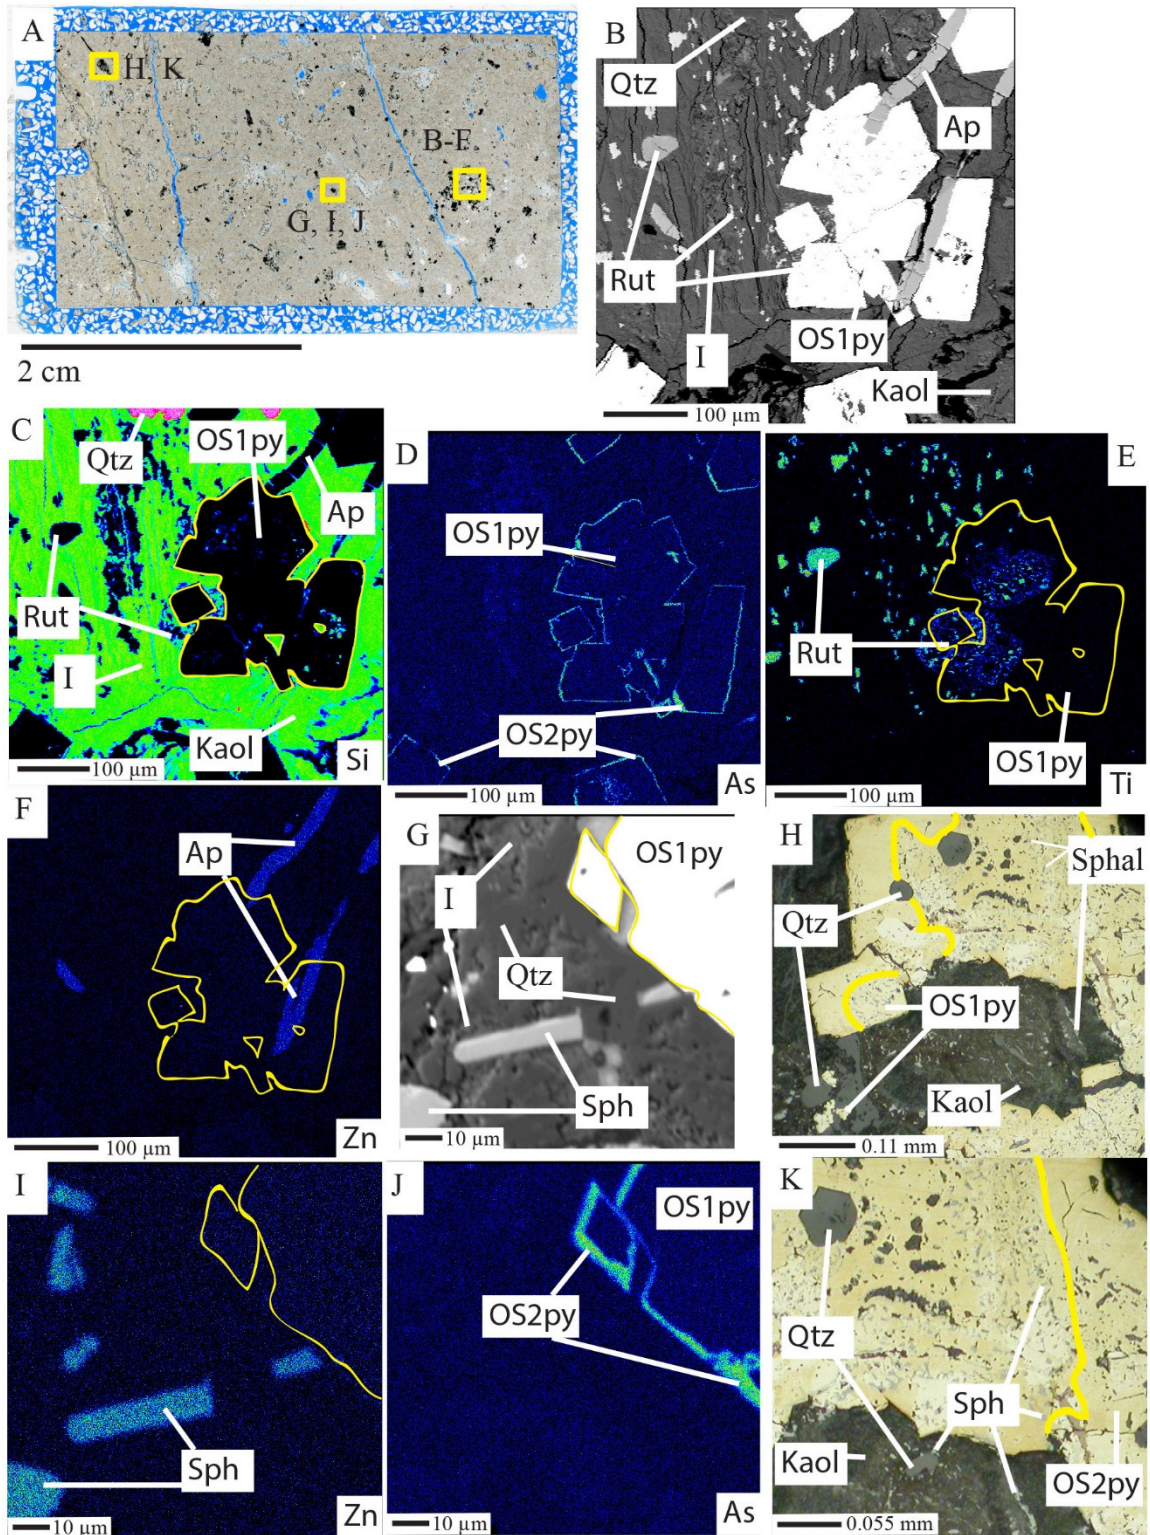 A
H, K
B-F
G, I, J
2 cm
B
Qtz
Ap
Rut
I
OS1py
Kaol
100 µm
C
Qtz
OS1py
Ap
Rut
I
Kaol
100 µm
Si
D
OS1py
OS2py
100 µm
As
E
Rut
OS1py
100 µm
Ti
F
Ap
100 µm
Zn
G
I
OS1py
Qtz
Sph
10 µm
H
Sphal
Qtz
OS1py
Kaol
0.11 mm
I
Sph
10 µm
Zn
J
OS1py
OS2py
10 µm
As
K
Qtz
Sph
Kaol
OS2py
0.055 mm